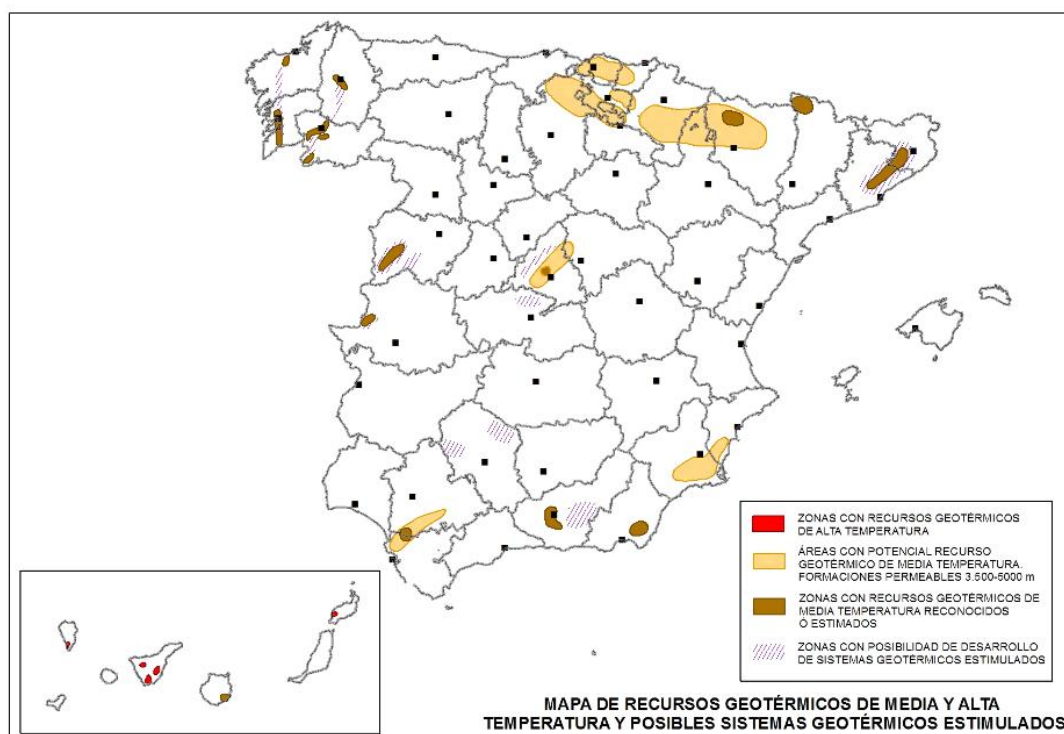 ZONAS CON RECURSOS GEOTÉRMICOS
DE ALTA TEMPERATURA
ÁREAS CON POTENCIAL RECURSO
GEOTÉRMICO DE MEDIA TEMPERATURA.
FORMACIONES PERMEABLES 3.500-5000 m
ZONAS CON RECURSOS GEOTÉRMICOS DE
MEDIA TEMPERATURA RECONOCIDOS
Ó ESTIMADOS
ZONAS CON POSIBILIDAD DE DESARROLLO
DE SISTEMAS GEOTÉRMICOS ESTIMULADOS
MAPA DE RECURSOS GEOTÉRMICOS DE MEDIA Y ALTA
TEMPERATURA Y POSIBLES SISTEMAS GEOTÉRMICOS ESTIMULADOS